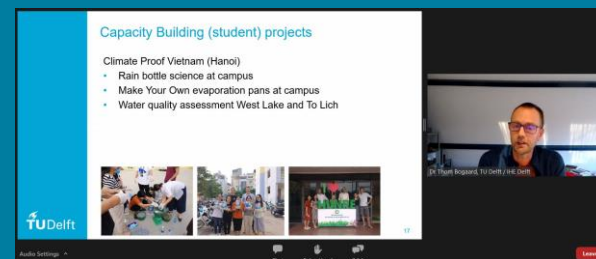 Capacity Building (student) projects
Climate Proof Vietnam (Hanoi)
• Rain bottle science at campus
• Make Your Own evaporation pans at campus
• Water quality assessment West Lake and To Lich
TUDelft
17
Dr Thom Bogaard, TU Delft / IHE Delft
Audio Settings
Leave